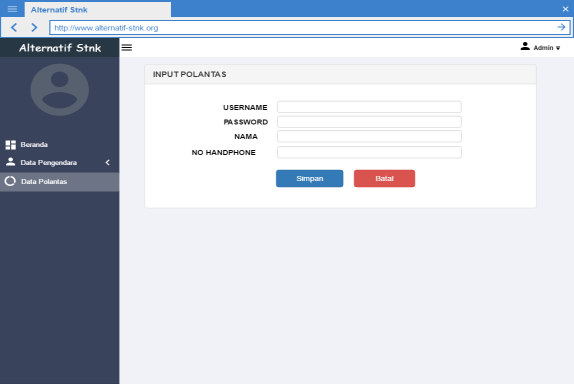 Alternatif Stnk
http://www.alternatif-stnk.org
Alternatif Stnk
Admin
INPUT POLANTAS
USERNAME
PASSWORD
NAMA
NO HANDPHONE
Simpan Batal
Beranda
Data Pengendara
Data Polantas